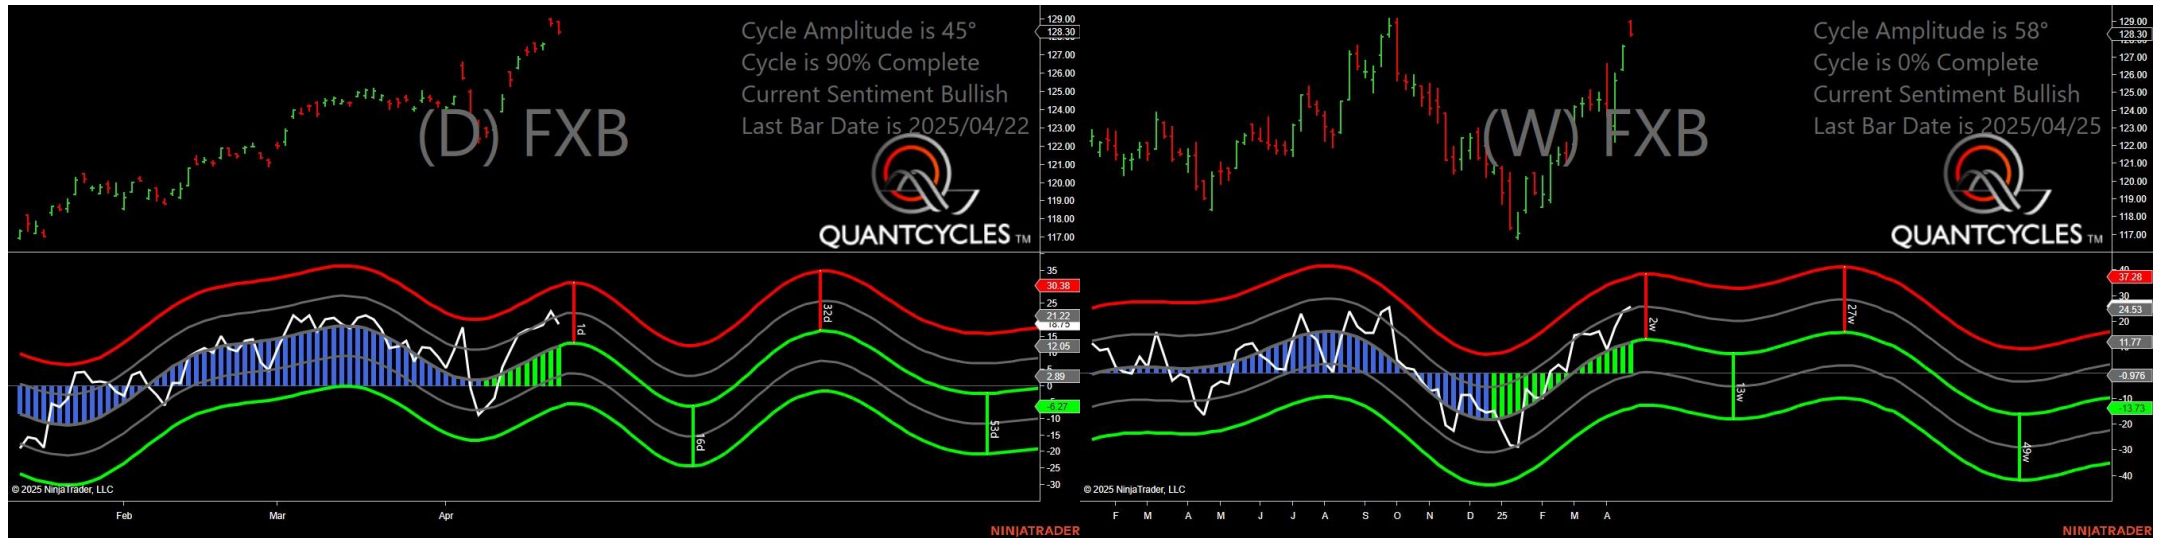 Cycle Amplitude is 45°
Cycle is 90% Complete
Current Sentiment Bullish
Last Bar Date is 2025/04/22
(D) FXB
QUANTCYCLES TM
129.00
128.30
127.00
126.00
125.00
124.00
123.00
122.00
121.00
120.00
119.00
118.00
117.00
35
30.38
25
21.22
18.75
15
12.05
2.89
0
-6.27
-10
-15
-20
-25
-30
1d
32d
16d
53d
© 2025 NinjaTrader, LLC
Feb
Mar
Apr
NINJATRADER
Cycle Amplitude is 58°
Cycle is 0% Complete
Current Sentiment Bullish
Last Bar Date is 2025/04/25
(W) FXB
QUANTCYCLES TM
129.00
128.30
127.00
126.00
125.00
124.00
123.00
122.00
121.00
120.00
119.00
118.00
117.00
40
37.28
30
24.53
20
11.77
-0.976
-10
-13.73
-20
-30
-40
2w
27w
13w
49w
© 2025 NinjaTrader, LLC
F
M
A
M
J
J
A
S
O
N
D
25
F
M
A
NINJATRADER